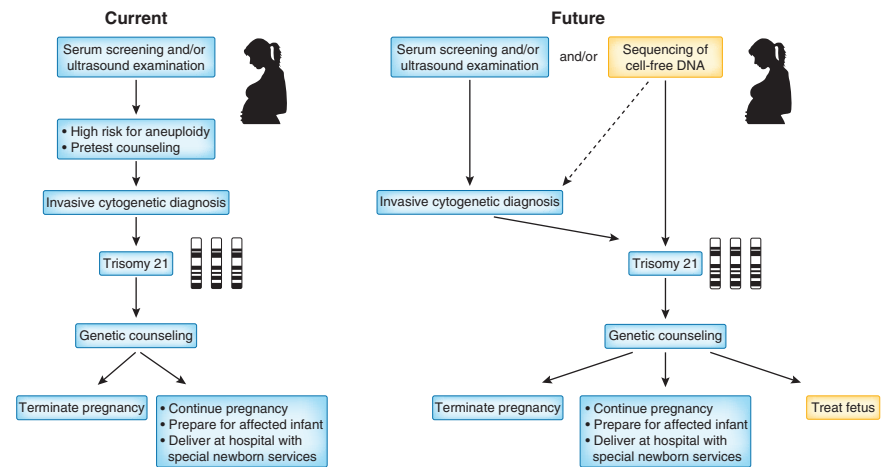 Current
Serum screening and/or
ultrasound examination
• High risk for aneuploidy
• Pretest counseling
Invasive cytogenetic diagnosis
Trisomy 21
Genetic counseling
Terminate pregnancy
• Continue pregnancy
• Prepare for affected infant
• Deliver at hospital with
special newborn services
Future
Serum screening and/or
ultrasound examination
and/or
Sequencing of
cell-free DNA
Invasive cytogenetic diagnosis
Trisomy 21
Genetic counseling
Terminate pregnancy
• Continue pregnancy
• Prepare for affected infant
• Deliver at hospital with
special newborn services
Treat fetus